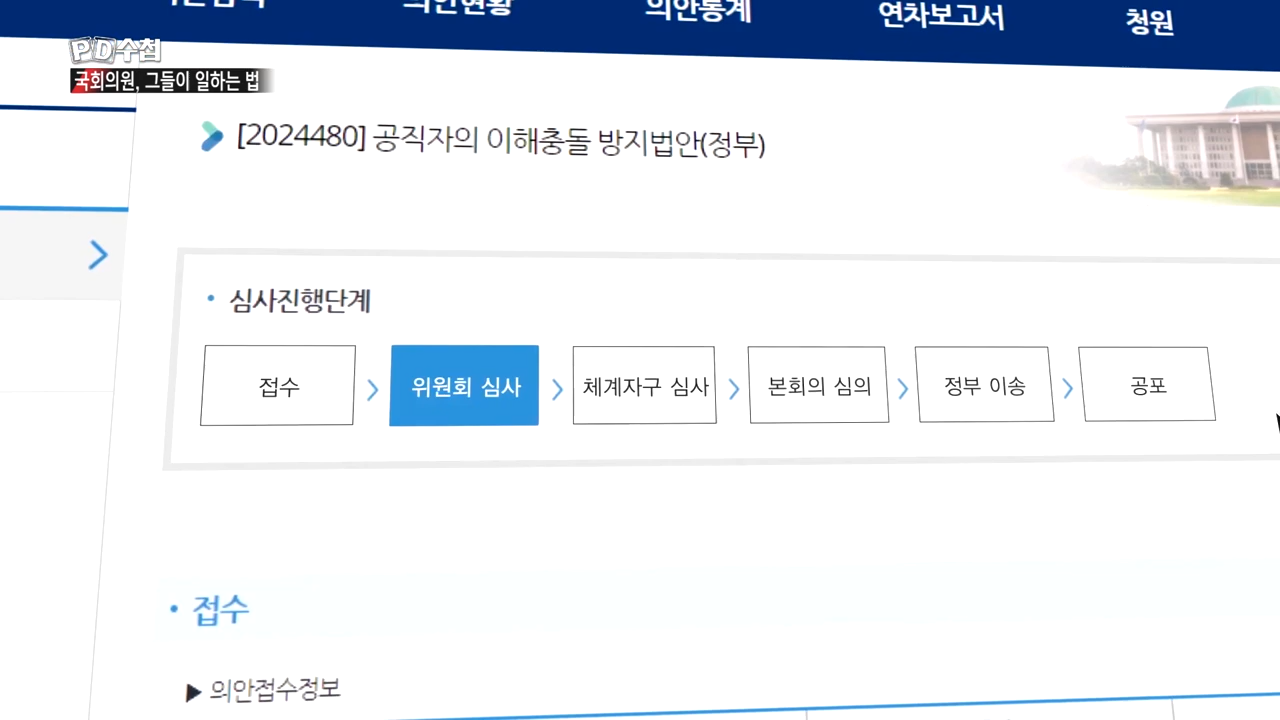 의안현황
의안통계
연차보고서
청원
PD수첩
국회의원, 그들이 일하는 법
[2024480] 공직자의 이해충돌 방지법안(정부)
• 심사진행단계
접수 > 위원회 심사 > 체계자구 심사 > 본회의 심의 > 정부 이송 > 공포
• 접수
▶ 의안접수정보